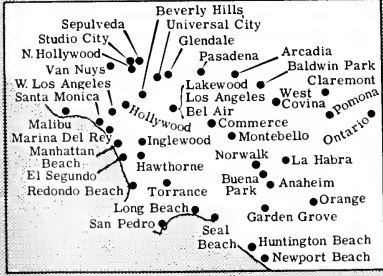 Beverly Hills
Sepulveda
Universal City
Studio City
Glendale
N. Hollywood
Pasadena
Arcadia
Van Nuys
Baldwin Park
W. Los Angeles
Lakewood
Claremont
Santa Monica
Los Angeles
West
Covina
Hollywood
Bel Air
Pomona
Malibu
Commerce
Ontario
Marina Del Rey
Inglewood
Montebello
Manhattan
Beach
Hawthorne
Norwalk
La Habra
El Segundo
Buena
Park
Anaheim
Redondo Beach
Torrance
Orange
Long Beach
Garden Grove
San Pedro
Seal
Beach
Huntington Beach
Newport Beach